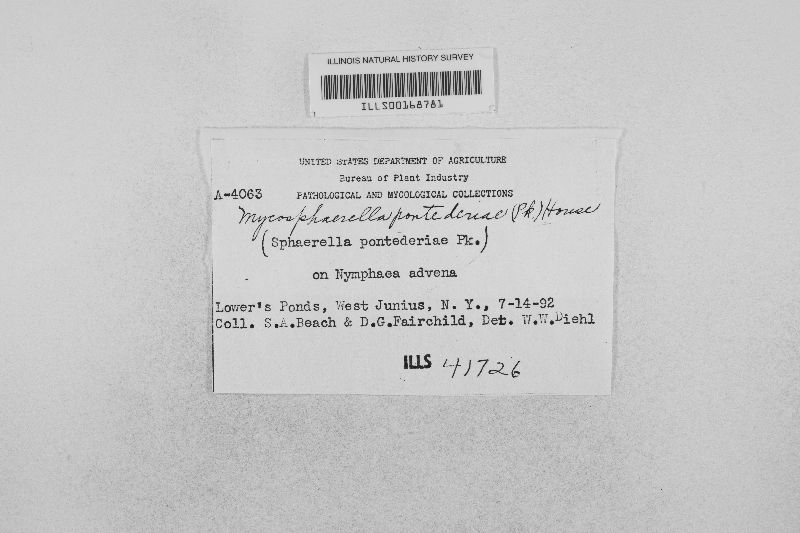 ILLINOIS NATURAL HISTORY SURVEY
ILLS00168781
UNITED STATES DEPARTMENT OF AGRICULTURE
Bureau of Plant Industry
A-4063 PATHOLOGICAL AND MYCOLOGICAL COLLECTIONS
Mycosphaerella pontederiae (Pk.) House
(Sphaerella pontederiae Pk.)
on Nymphaea advena
Lower's Ponds, West Junius, N. Y., 7-14-92
Coll. S.A.Beach & D.G.Fairchild, Det. W.W.Diehl
ILLS 41726